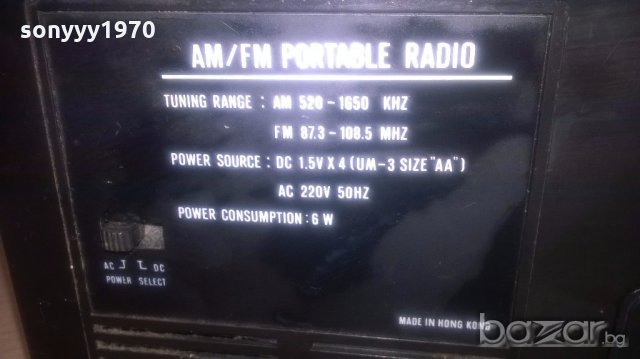 sonyyy1970
AM/FM PORTABLE RADIO
TUNING RANGE : AM 520 - 1650 KHZ
FM 87.3 - 108.5 MHZ
POWER SOURCE : DC 1.5V X 4 (UM-3 SIZE "AA")
AC 220V 50HZ
POWER CONSUMPTION : 6 W
AC DC
POWER SELECT
MADE IN HONG KONG
bazar.bg